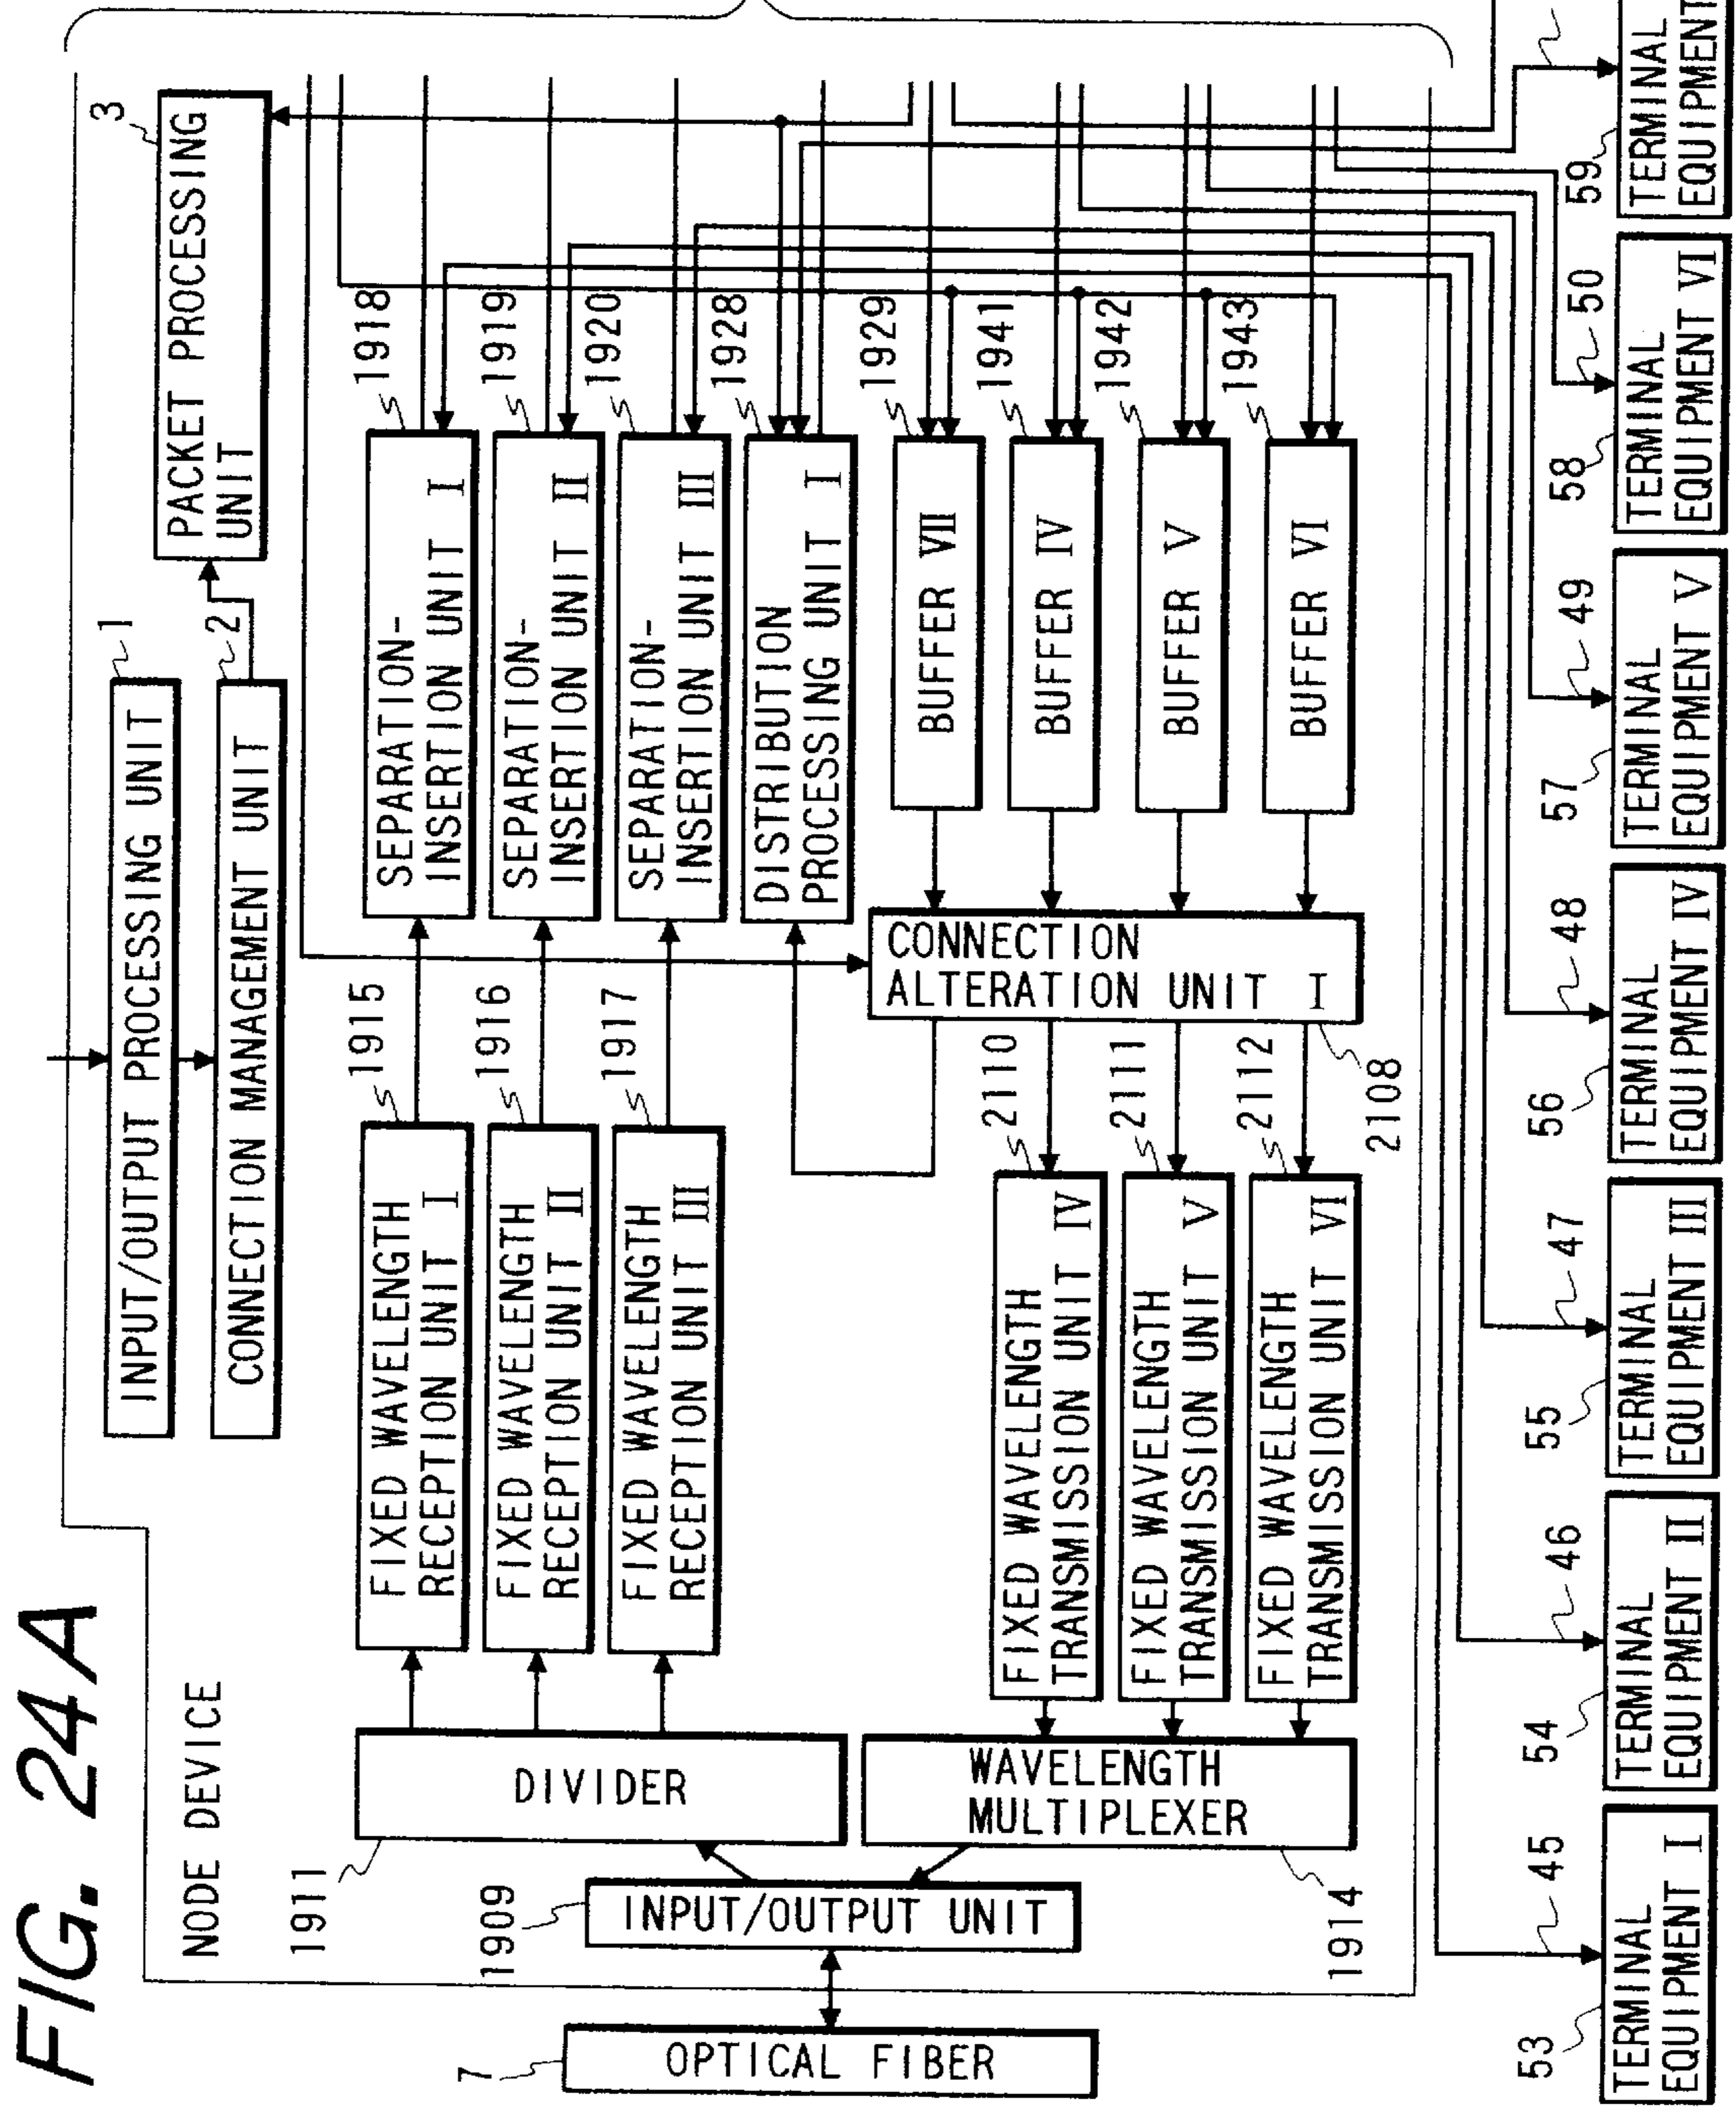 FIG. 24A
NODE DEVICE
1
INPUT/OUTPUT PROCESSING UNIT
2
CONNECTION MANAGEMENT UNIT
3
PACKET PROCESSING
UNIT
7
OPTICAL FIBER
1909
INPUT/OUTPUT UNIT
1911
DIVIDER
1914
WAVELENGTH
MULTIPLEXER
1915
FIXED WAVELENGTH
RECEPTION UNIT I
1916
FIXED WAVELENGTH
RECEPTION UNIT II
1917
FIXED WAVELENGTH
RECEPTION UNIT III
1918
SEPARATION-
INSERTION UNIT I
1919
SEPARATION-
INSERTION UNIT II
1920
SEPARATION-
INSERTION UNIT III
1928
DISTRIBUTION
PROCESSING UNIT I
1929
BUFFER VII
1941
BUFFER IV
1942
BUFFER V
1943
BUFFER VI
CONNECTION
ALTERATION UNIT I
2108
2110
FIXED WAVELENGTH
TRANSMISSION UNIT IV
2111
FIXED WAVELENGTH
TRANSMISSION UNIT V
2112
FIXED WAVELENGTH
TRANSMISSION UNIT VI
45
53
TERMINAL
EQUIPMENT I
46
54
TERMINAL
EQUIPMENT II
47
55
TERMINAL
EQUIPMENT III
48
56
TERMINAL
EQUIPMENT IV
49
57
TERMINAL
EQUIPMENT V
50
58
TERMINAL
EQUIPMENT VI
59
TERMINAL
EQUIPMENT